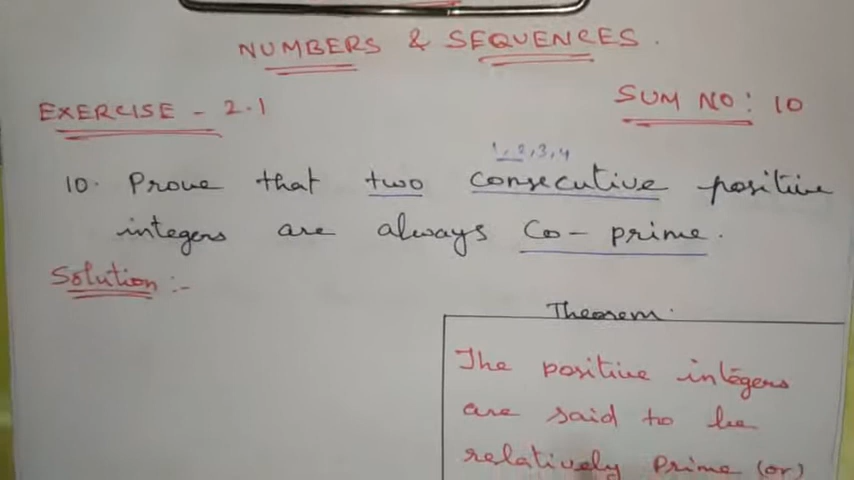 NUMBERS & SEQUENCES.
EXERCISE - 2.1
SUM NO: 10
1, 2, 3, 4
10. Prove that two consecutive positive
integers are always Co-prime.
Solution :-
Theorem.
The positive integers
are said to be
relatively prime (or)